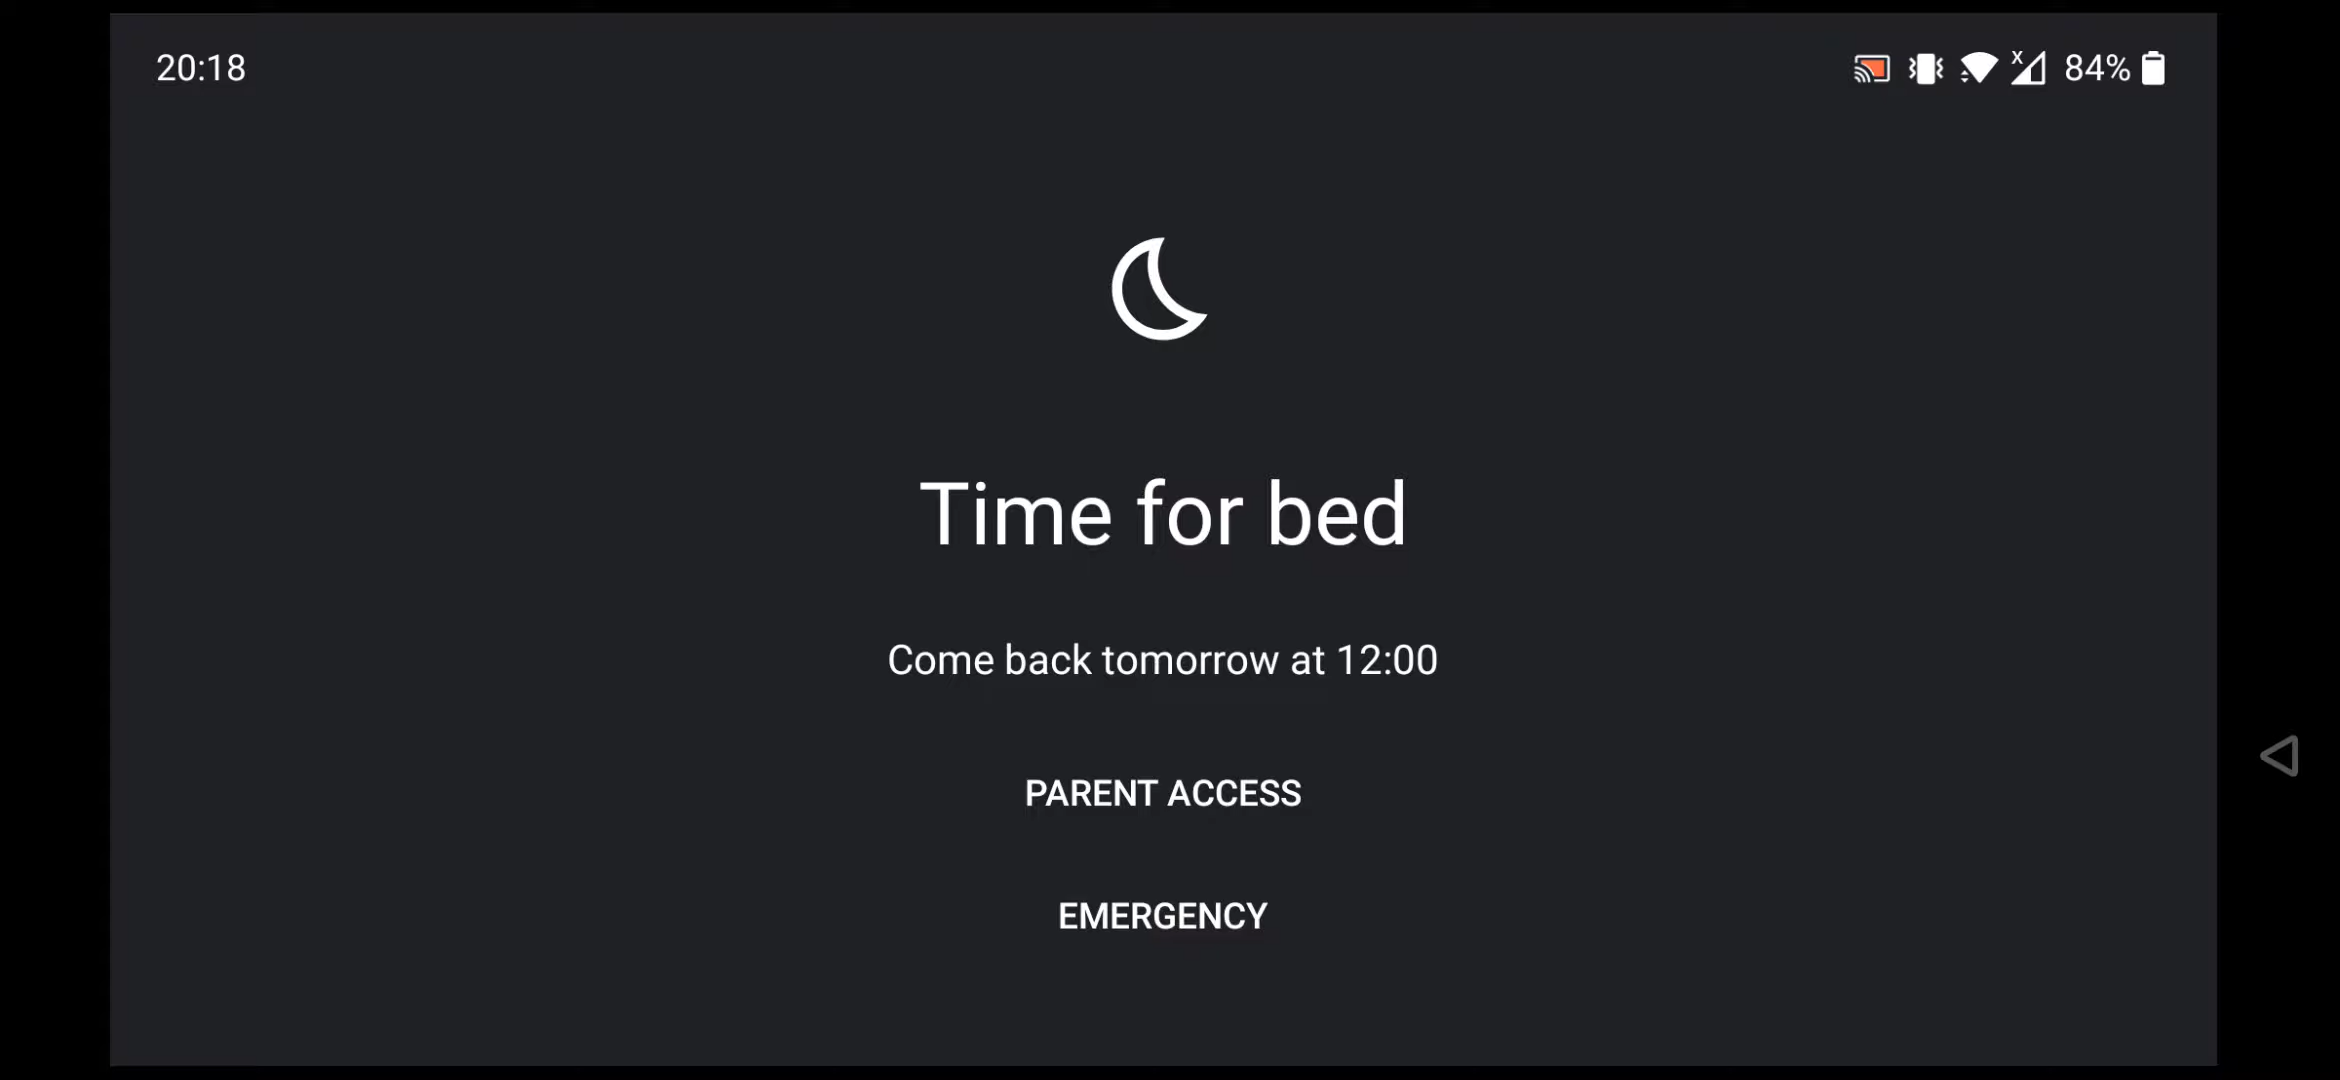 20:18
84%
Time for bed
Come back tomorrow at 12:00
PARENT ACCESS
EMERGENCY